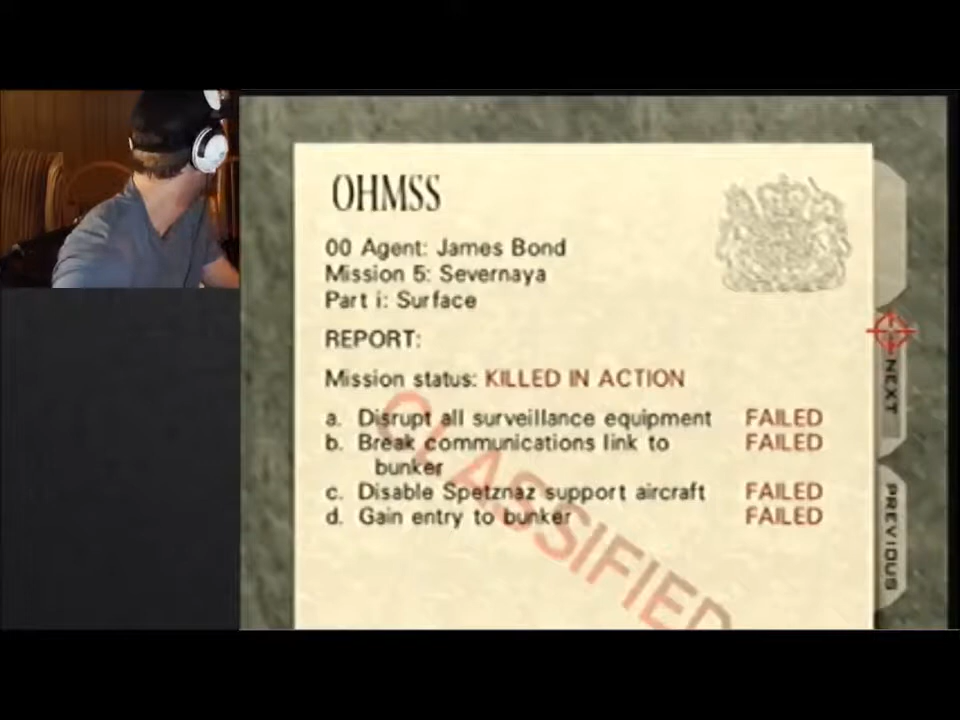 OHMSS
00 Agent: James Bond
Mission 5: Severnaya
Part i: Surface
REPORT:
Mission status: KILLED IN ACTION
a. Disrupt all surveillance equipment FAILED
b. Break communications link to FAILED
bunker
c. Disable Spetznaz support aircraft FAILED
d. Gain entry to bunker FAILED
CLASSIFIED
NEXT
PREVIOUS